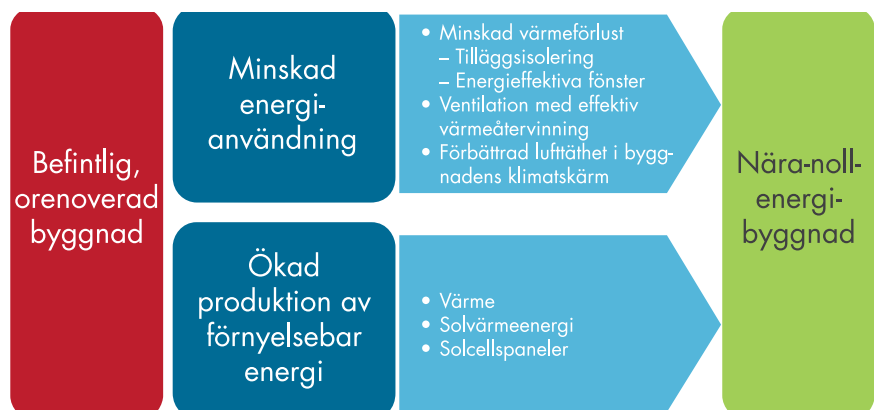 Befintlig,
orenoverad
byggnad
Minskad
energi-
användning
• Minskad värmeförlust
– Tilläggsisolering
– Energieffektiva fönster
• Ventilation med effektiv
värmeåtervinning
• Förbättrad lufttäthet i bygg-
nadens klimatskärm
Ökad
produktion av
förnyelsebar
energi
• Värme
• Solvärmeenergi
• Solcellspaneler
Nära-noll-
energi-
byggnad